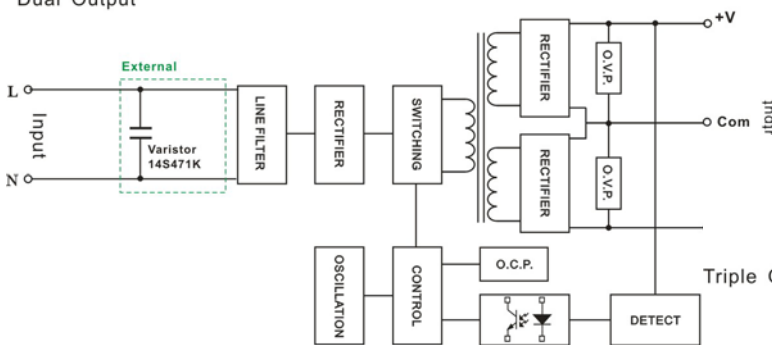 Dual Output
+V
External
L
Input
N
Varistor
14S471K
LINE FILTER
RECTIFIER
SWITCHING
RECTIFIER
RECTIFIER
O.V.P.
O.V.P.
Com
OSCILLATION
CONTROL
O.C.P.
DETECT
Triple